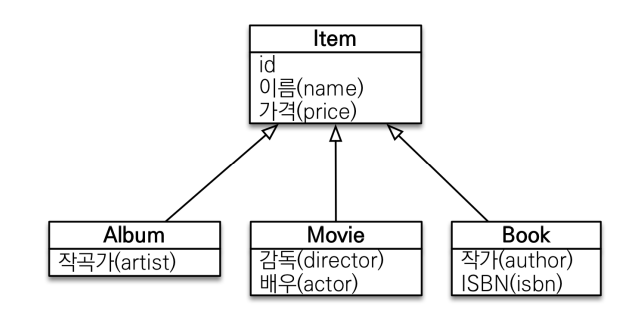 Item
id
이름(name)
가격(price)
Album
작곡가(artist)
Movie
감독(director)
배우(actor)
Book
작가(author)
ISBN(isbn)